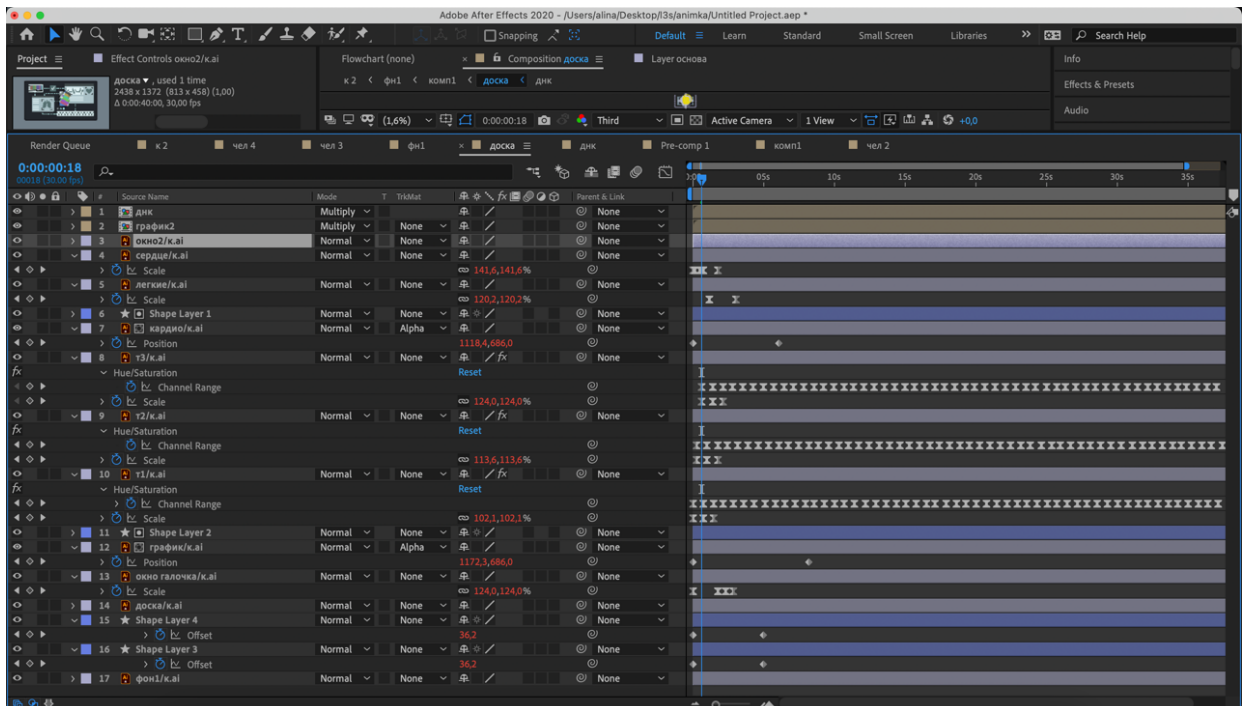 Adobe After Effects 2020 - /Users/alina/Desktop/l3s/animka/Untitled Project.aep *
Snapping Default Learn Standard Small Screen Libraries Search Help
Project Effect Controls окно2/к.ai Flowchart (none) Composition доска Layer основа Info
доска , used 1 time к 2 фн1 комп1 доска днк
2438 x 1372 (813 x 458) (1,00) Effects & Presets
Δ 0:00:40:00, 30,00 fps
Audio
(1,6%) 0:00:00:18 Third Active Camera 1 View +0,0
Render Queue к 2 чел 4 чел 3 фн1 доска днк Pre-comp 1 комп1 чел 2
0:00:00:18
00018 (30.00 fps) 05s 10s 15s 20s 25s 30s 35s
# Source Name Mode T TrkMat Parent & Link
1 днк Multiply None
2 график2 Multiply None None
3 окно2/к.ai Normal None None
4 сердце/к.ai Normal None None
Scale 141,6,141,6%
5 легкие/к.ai Normal None None
Scale 120,2,120,2%
6 Shape Layer 1 Normal None None
7 кардио/к.ai Normal Alpha None
Position 1118,4,686,0
8 т3/к.ai Normal None None
fx Hue/Saturation Reset
Channel Range
Scale 124,0,124,0%
9 т2/к.ai Normal None None
fx Hue/Saturation Reset
Channel Range
Scale 113,6,113,6%
10 т1/к.ai Normal None None
fx Hue/Saturation Reset
Channel Range
Scale 102,1,102,1%
11 Shape Layer 2 Normal None None
12 график/к.ai Normal Alpha None
Position 1172,3,686,0
13 окно галочка/к.ai Normal None None
Scale 124,0,124,0%
14 доска/к.ai Normal None None
15 Shape Layer 4 Normal None None
Offset 36,2
16 Shape Layer 3 Normal None None
Offset 36,2
17 фон1/к.ai Normal None None